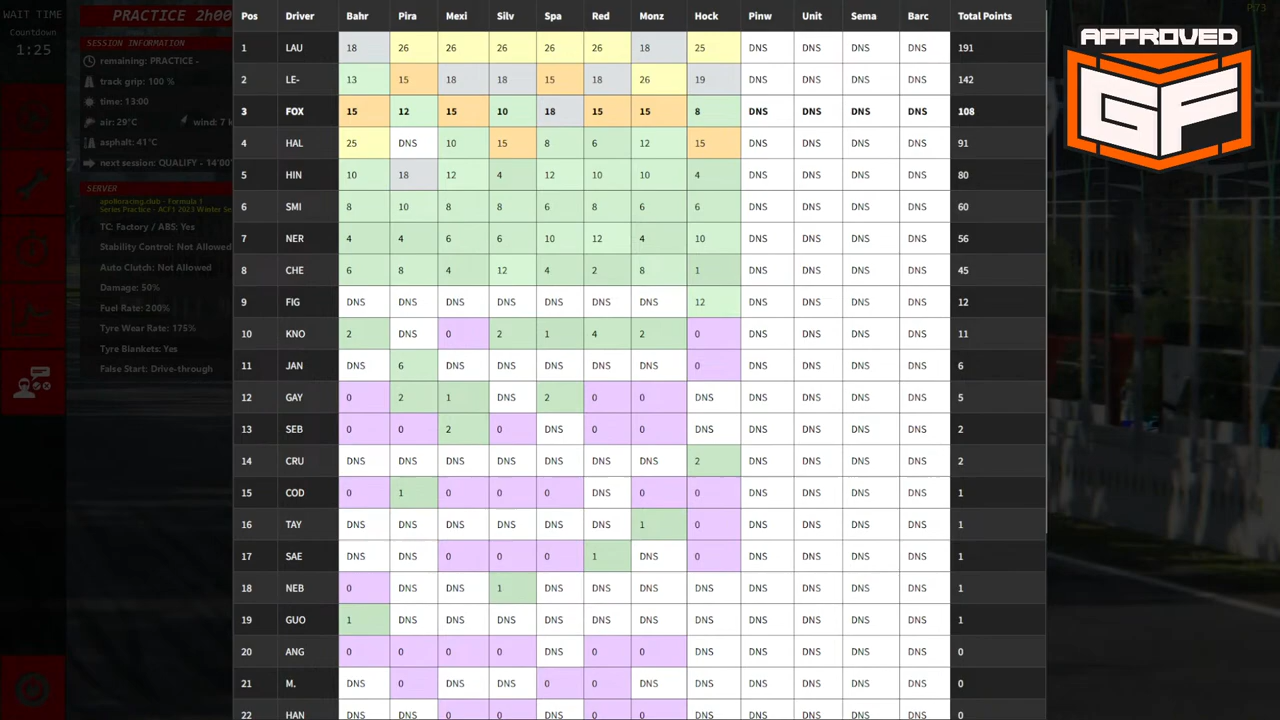 WAIT TIME
Countdown
1:25
PRACTICE 2h00
SESSION INFORMATION
remaining: PRACTICE -
track grip: 100 %
time: 13:00
air: 29°C wind: 7 k
asphalt: 41°C
next session: QUALIFY - 14'00
SERVER
apolloracing.club - Formula 1
Series Practice - ACF1 2023 Winter Se
TC: Factory / ABS: Yes
Stability Control: Not Allowed
Auto Clutch: Not Allowed
Damage: 50%
Fuel Rate: 200%
Tyre Wear Rate: 175%
Tyre Blankets: Yes
False Start: Drive-through
Pos Driver Bahr Pira Mexi Silv Spa Red Monz Hock Pinw Unit Sema Barc Total Points
1 LAU 18 26 26 26 26 26 18 25 DNS DNS DNS DNS 191
2 LE- 13 15 18 18 15 18 26 19 DNS DNS DNS DNS 142
3 FOX 15 12 15 10 18 15 15 8 DNS DNS DNS DNS 108
4 HAL 25 DNS 10 15 8 6 12 15 DNS DNS DNS DNS 91
5 HIN 10 18 12 4 12 10 10 4 DNS DNS DNS DNS 80
6 SMI 8 10 8 8 6 8 6 6 DNS DNS DNS DNS 60
7 NER 4 4 6 6 10 12 4 10 DNS DNS DNS DNS 56
8 CHE 6 8 4 12 4 2 8 1 DNS DNS DNS DNS 45
9 FIG DNS DNS DNS DNS DNS DNS DNS 12 DNS DNS DNS DNS 12
10 KNO 2 DNS 0 2 1 4 2 0 DNS DNS DNS DNS 11
11 JAN DNS 6 DNS DNS DNS DNS DNS 0 DNS DNS DNS DNS 6
12 GAY 0 2 1 DNS 2 0 0 DNS DNS DNS DNS DNS 5
13 SEB 0 0 2 0 DNS 0 0 DNS DNS DNS DNS DNS 2
14 CRU DNS DNS DNS DNS DNS DNS DNS 2 DNS DNS DNS DNS 2
15 COD 0 1 0 0 0 DNS 0 0 DNS DNS DNS DNS 1
16 TAY DNS DNS DNS DNS DNS DNS 1 0 DNS DNS DNS DNS 1
17 SAE DNS DNS 0 0 0 1 DNS 0 DNS DNS DNS DNS 1
18 NEB 0 DNS DNS 1 DNS DNS DNS DNS DNS DNS DNS DNS 1
19 GUO 1 DNS DNS DNS DNS DNS DNS DNS DNS DNS DNS DNS 1
20 ANG 0 0 0 0 DNS 0 0 DNS DNS DNS DNS DNS 0
21 M. DNS 0 DNS DNS 0 0 DNS DNS DNS DNS DNS DNS 0
22 HAN DNS DNS 0 0 DNS 0 0 DNS DNS DNS DNS DNS 0
APPROVED
GF